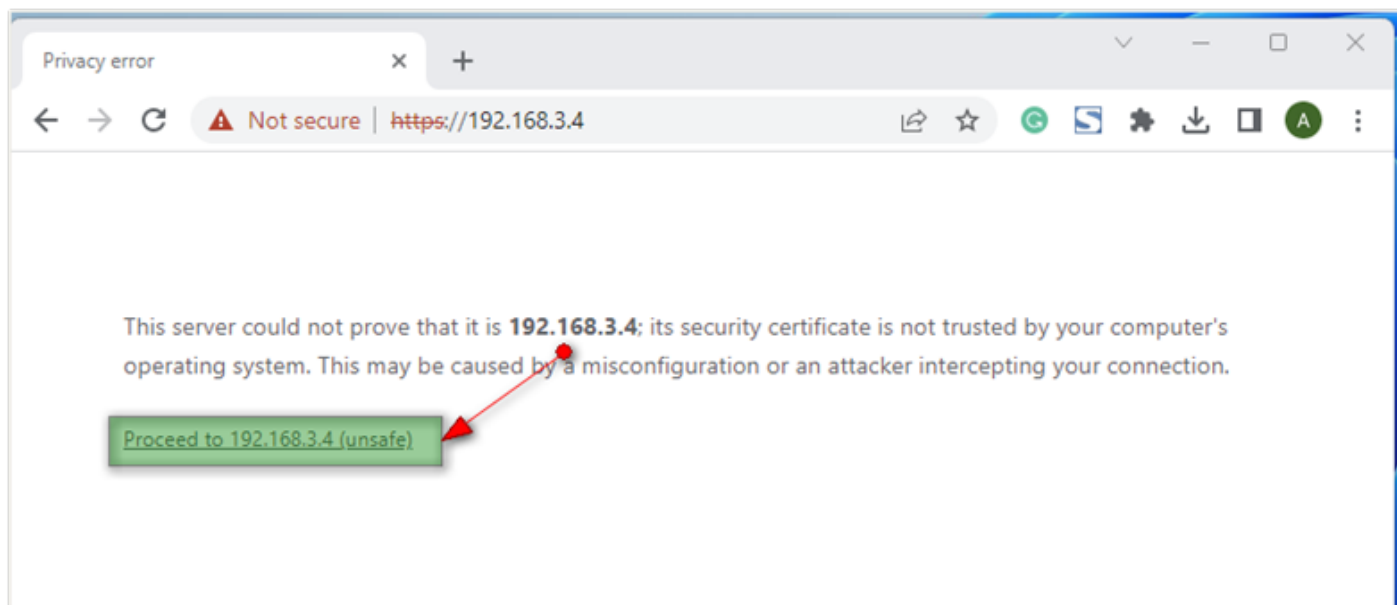 Privacy error
Not secure | https://192.168.3.4
G S A
This server could not prove that it is 192.168.3.4; its security certificate is not trusted by your computer's
operating system. This may be caused by a misconfiguration or an attacker intercepting your connection.
Proceed to 192.168.3.4 (unsafe)